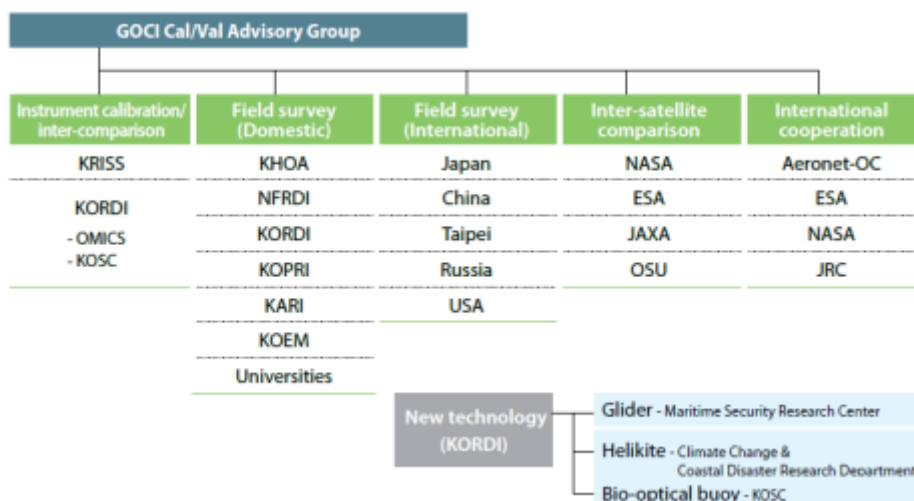 GOCI Cal/Val Advisory Group
Instrument calibration/
inter-comparison
KRISS
KORDI
- OMICS
- KOSC
Field survey
(Domestic)
KHOA
NFRDI
KORDI
KOPRI
KARI
KOEM
Universities
Field survey
(International)
Japan
China
Taipei
Russia
USA
Inter-satellite
comparison
NASA
ESA
JAXA
OSU
International
cooperation
Aeronet-OC
ESA
NASA
JRC
New technology
(KORDI)
Glider - Maritime Security Research Center
Helikite - Climate Change &
Coastal Disaster Research Department
Bio-optical buoy - KOSC